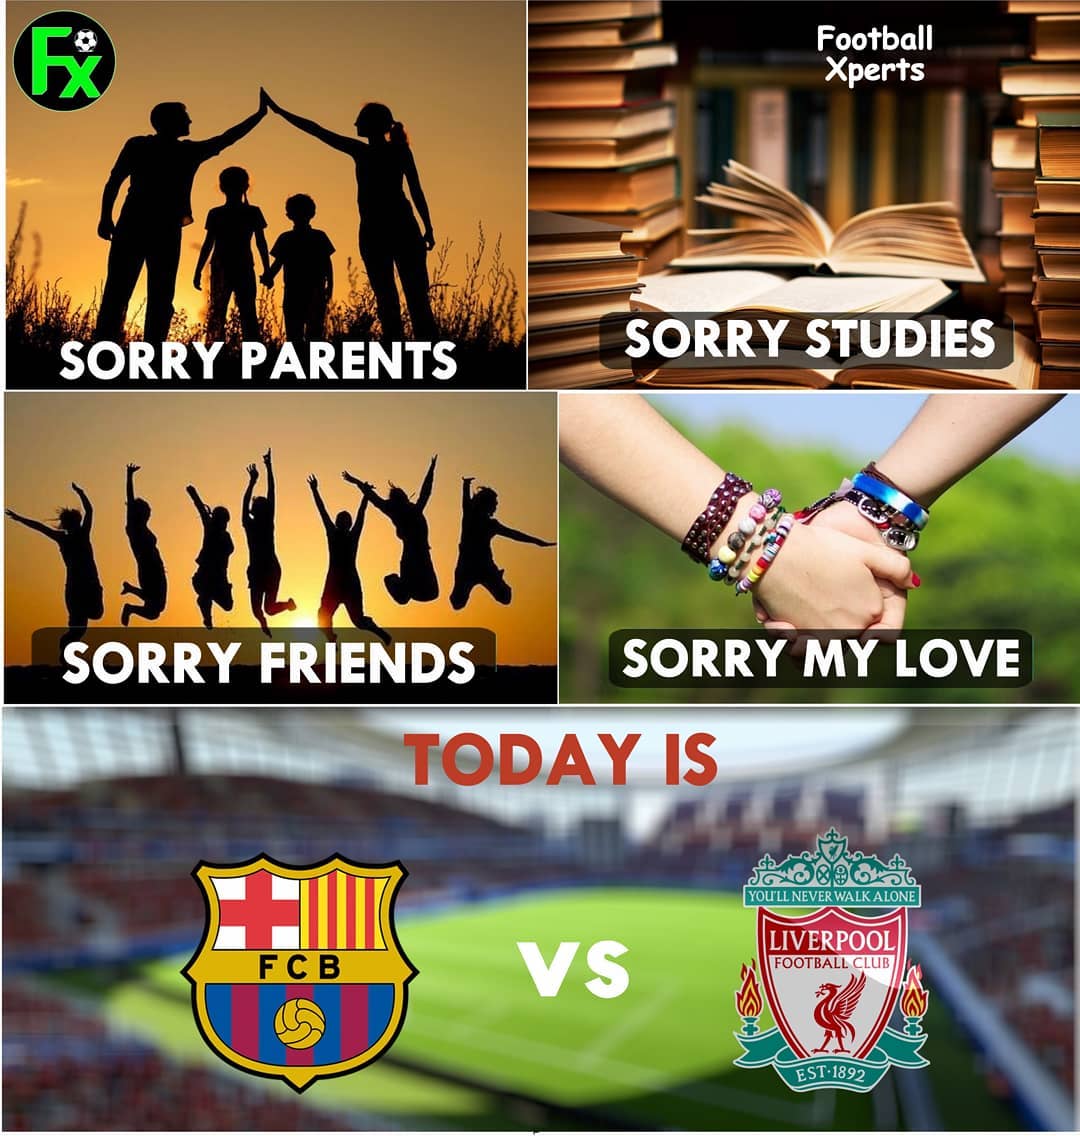 Fx
Football
Xperts
SORRY PARENTS
SORRY STUDIES
SORRY FRIENDS
SORRY MY LOVE
TODAY IS
FCB
VS
YOU'LL NEVER WALK ALONE
LIVERPOOL
FOOTBALL CLUB
EST·1892